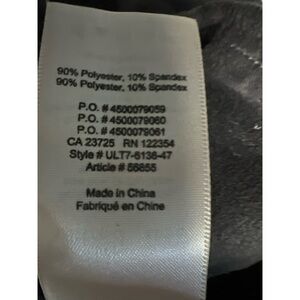 90% Polyester, 10% Spandex
90% Polyester, 10% Spandex
P.O. # 4500079059
P.O. # 4500079060
P.O. # 4500079061
CA 23725 RN 122354
Style # ULT7-6136-47
Article # 56855
Made in China
Fabriqué en Chine